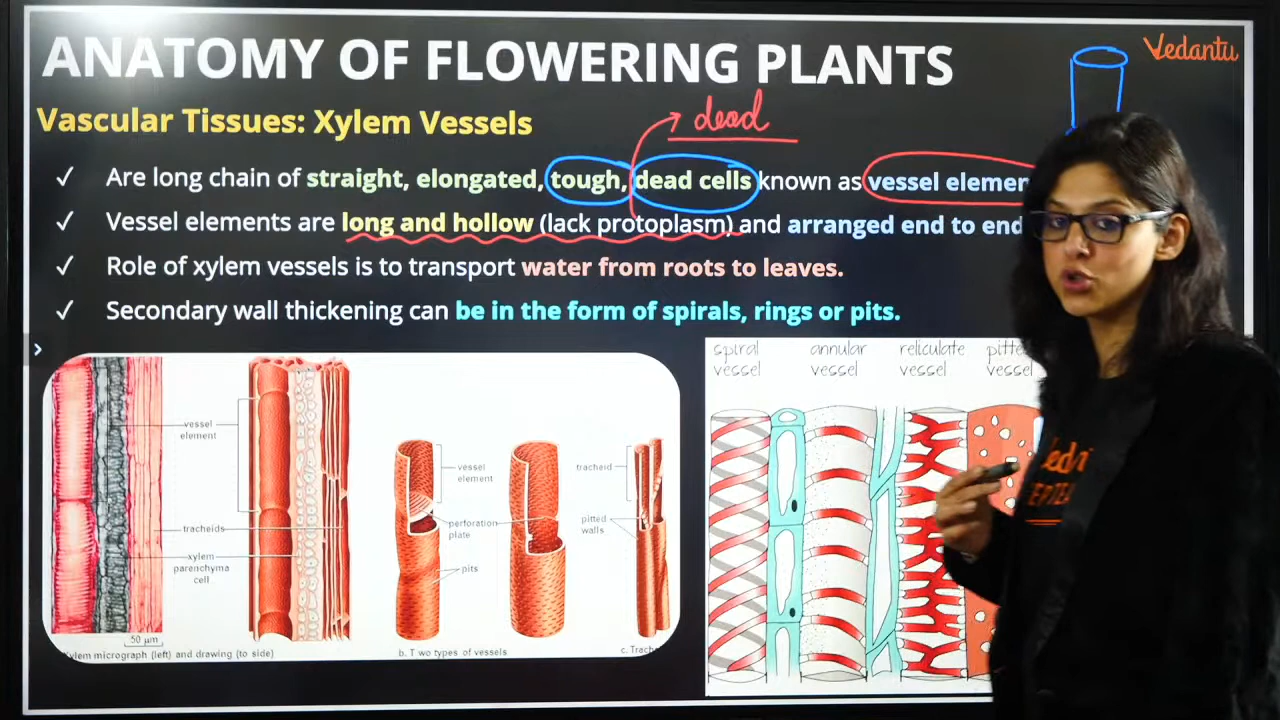 ANATOMY OF FLOWERING PLANTS
Vedantu
Vascular Tissues: Xylem Vessels
dead
✓ Are long chain of straight, elongated, tough, dead cells known as vessel elemen
✓ Vessel elements are long and hollow (lack protoplasm) and arranged end to end
✓ Role of xylem vessels is to transport water from roots to leaves.
✓ Secondary wall thickening can be in the form of spirals, rings or pits.
vessel
element
tracheids
xylem
parenchyma
cell
50 µm
Xylem micrograph (left) and drawing (to side)
vessel
element
perforation
plate
pits
b. Two types of vessels
tracheid
pitted
walls
c. Trach
spiral
vessel
annular
vessel
reticulate
vessel
pitte
vessel